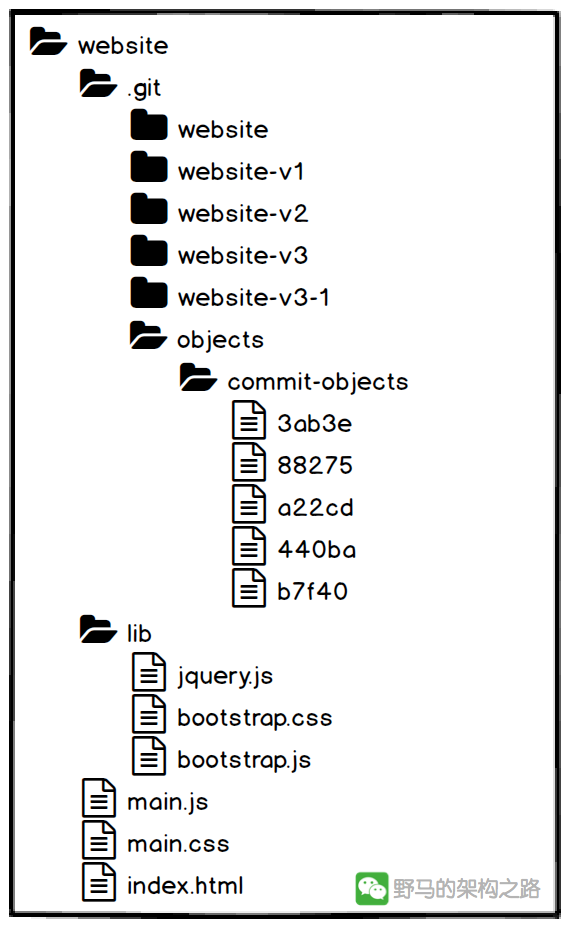 website
.git
website
website-v1
website-v2
website-v3
website-v3-1
objects
commit-objects
3ab3e
88275
a22cd
440ba
b7f40
lib
jquery.js
bootstrap.css
bootstrap.js
main.js
main.css
index.html
野马的架构之路